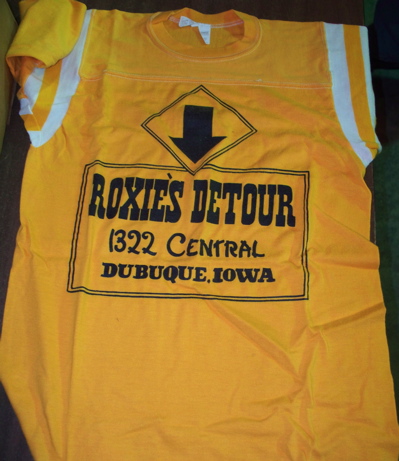 ROXIE'S DETOUR
1322 CENTRAL
DUBUQUE, IOWA